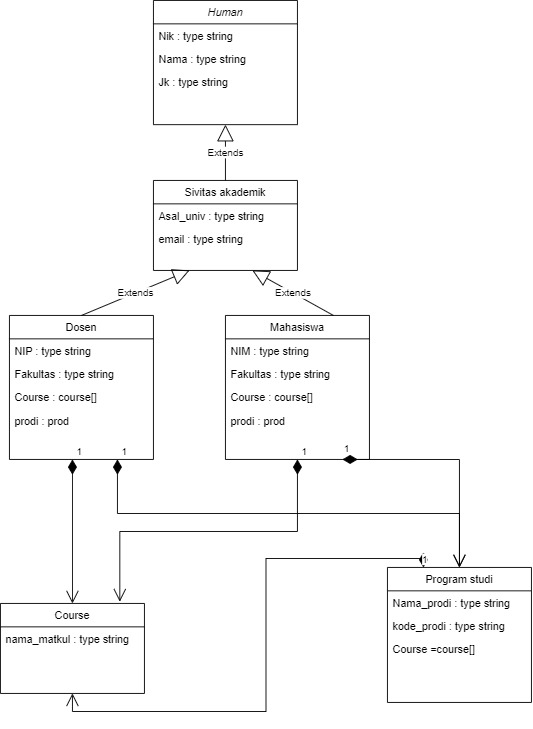 Human
Nik : type string
Nama : type string
Jk : type string
Extends
Sivitas akademik
Asal_univ : type string
email : type string
Extends
Extends
Dosen
NIP : type string
Fakultas : type string
Course : course[]
prodi : prod
1
1
Mahasiswa
NIM : type string
Fakultas : type string
Course : course[]
prodi : prod
1
1
1
Program studi
Nama_prodi : type string
kode_prodi : type string
Course =course[]
Course
nama_matkul : type string